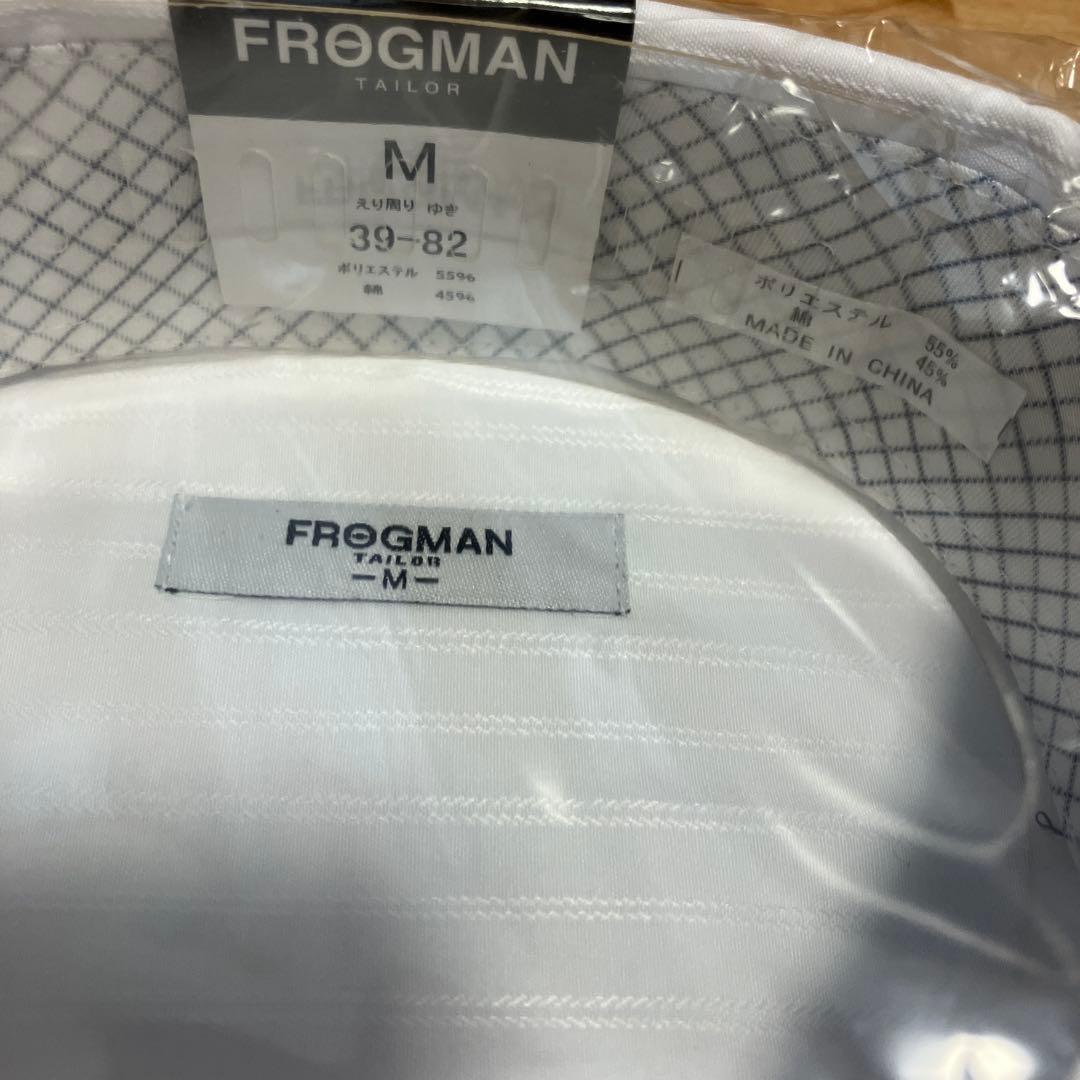 FROGMAN
TAILOR
M
えり周り ゆき
39-82
ポリエステル 55%
綿 45%
ポリエステル 55%
綿 45%
MADE IN CHINA
FROGMAN
TAILOR
-M-